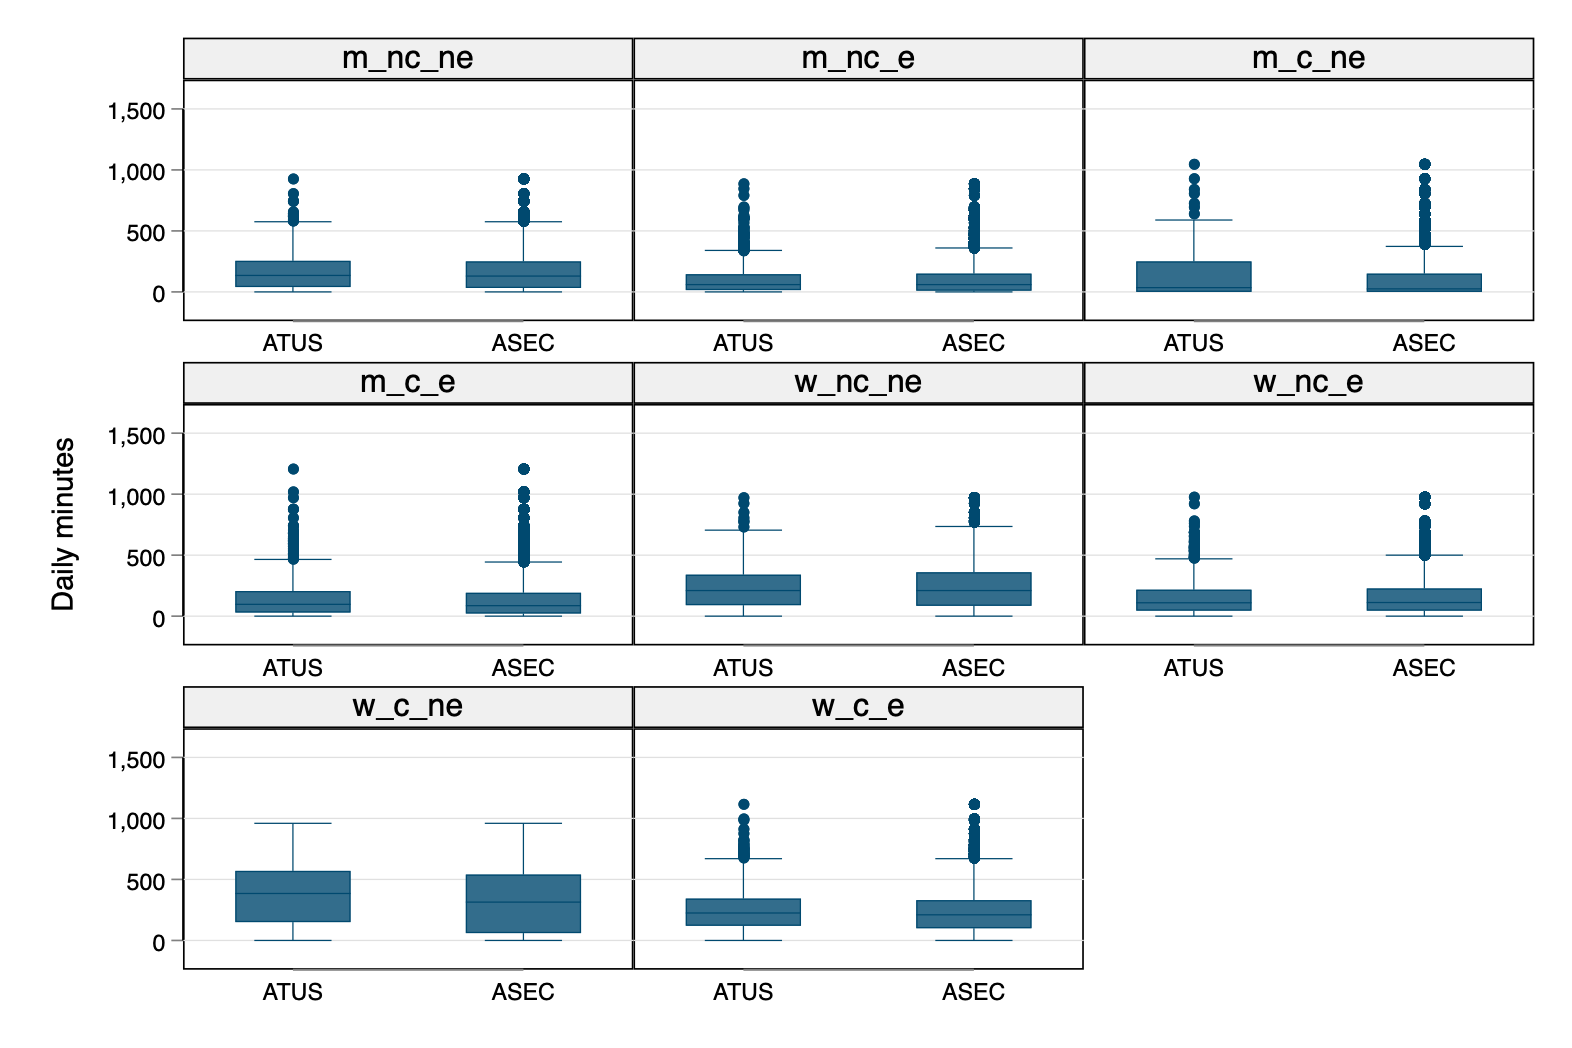 m_nc_ne m_nc_e m_c_ne
1,500
1,000
500
0
ATUS ASEC ATUS ASEC ATUS ASEC
m_c_e w_nc_ne w_nc_e
Daily minutes
1,500
1,000
500
0
ATUS ASEC ATUS ASEC ATUS ASEC
w_c_ne w_c_e
1,500
1,000
500
0
ATUS ASEC ATUS ASEC